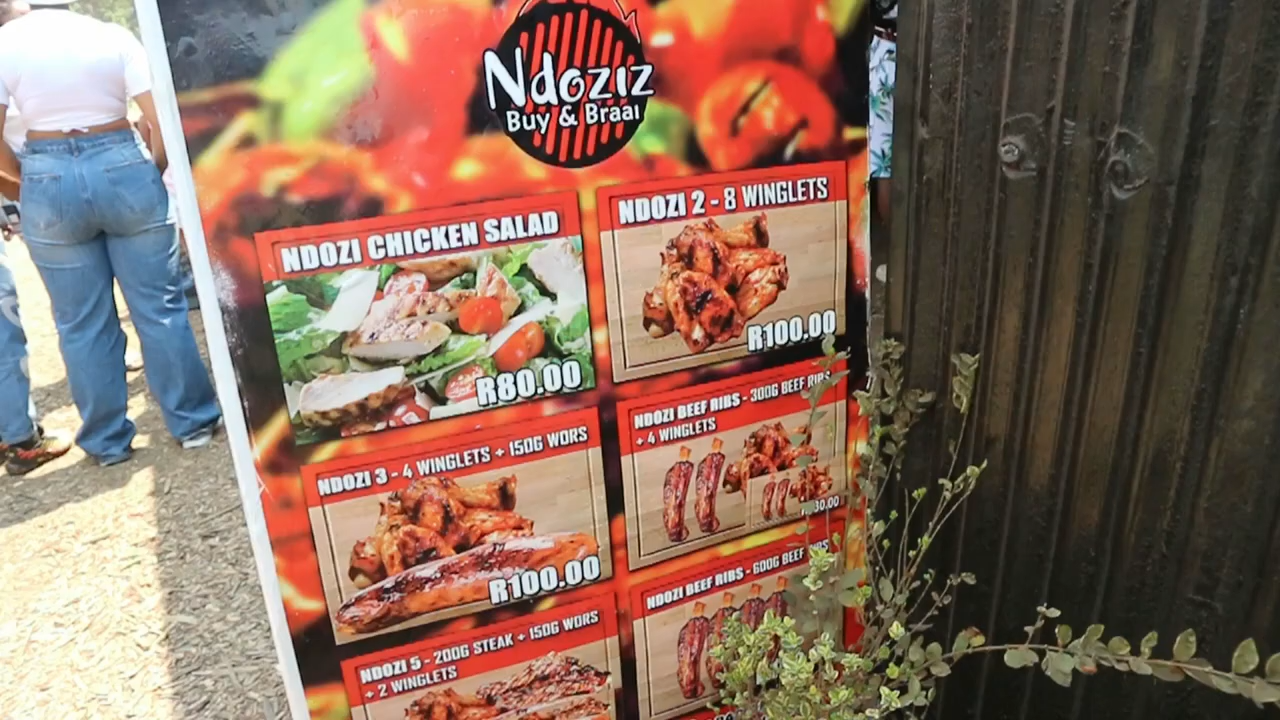 Ndoziz
Buy & Braai
NDOZI CHICKEN SALAD
R80.00
NDOZI 2 - 8 WINGLETS
R100.00
NDOZI 3 - 4 WINGLETS + 150G WORS
R100.00
NDOZI BEEF RIBS - 300G BEEF RIBS
+ 4 WINGLETS
NDOZI 5 - 200G STEAK + 150G WORS
+ 2 WINGLETS
NDOZI BEEF RIBS - 600G BEEF RIBS